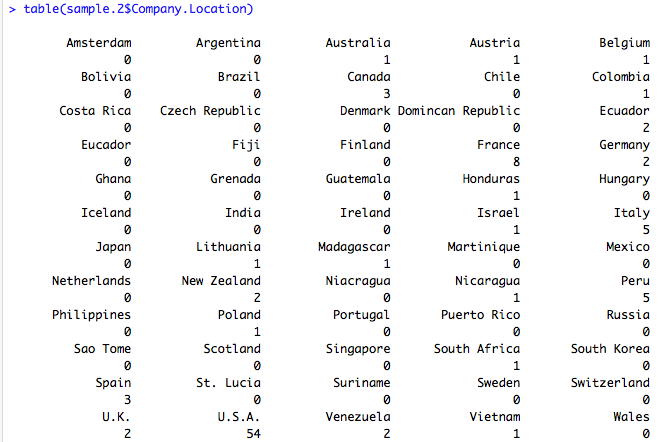 > table(sample.2$Company.Location)
Amsterdam Argentina Australia Austria Belgium
0 0 1 1 1
Bolivia Brazil Canada Chile Colombia
0 0 3 0 1
Costa Rica Czech Republic Denmark Domincan Republic Ecuador
0 0 0 0 2
Eucador Fiji Finland France Germany
0 0 0 8 2
Ghana Grenada Guatemala Honduras Hungary
0 0 0 1 0
Iceland India Ireland Israel Italy
0 0 0 1 5
Japan Lithuania Madagascar Martinique Mexico
0 1 1 0 0
Netherlands New Zealand Niacragua Nicaragua Peru
0 2 0 1 5
Philippines Poland Portugal Puerto Rico Russia
0 1 0 0 0
Sao Tome Scotland Singapore South Africa South Korea
0 0 0 1 0
Spain St. Lucia Suriname Sweden Switzerland
3 0 0 0 0
U.K. U.S.A. Venezuela Vietnam Wales
2 54 2 1 0